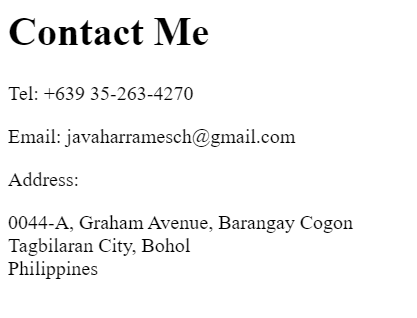 Contact Me
Tel: +639 35-263-4270
Email: javaharramesch@gmail.com
Address:
0044-A, Graham Avenue, Barangay Cogon
Tagbilaran City, Bohol
Philippines